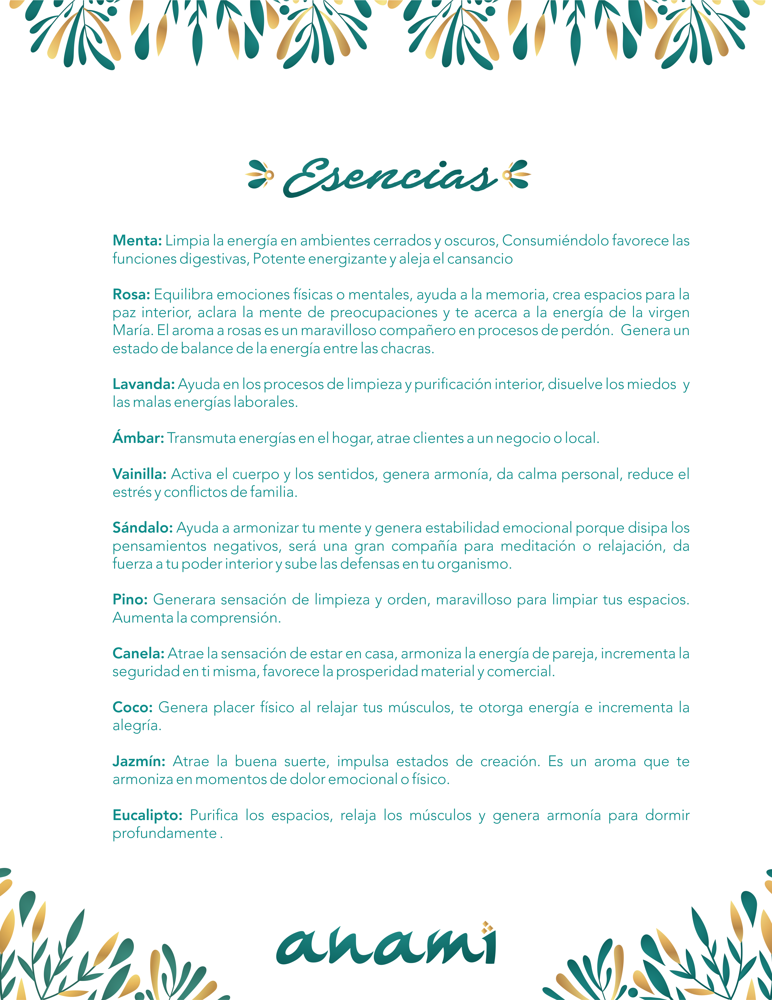 Esencias
Menta: Limpia la energía en ambientes cerrados y oscuros, Consumiéndolo favorece las
funciones digestivas, Potente energizante y aleja el cansancio
Rosa: Equilibra emociones físicas o mentales, ayuda a la memoria, crea espacios para la
paz interior, aclara la mente de preocupaciones y te acerca a la energía de la virgen
María. El aroma a rosas es un maravilloso compañero en procesos de perdón.  Genera un
estado de balance de la energía entre las chacras.
Lavanda: Ayuda en los procesos de limpieza y purificación interior, disuelve los miedos  y
las malas energías laborales.
Ámbar: Transmuta energías en el hogar, atrae clientes a un negocio o local.
Vainilla: Activa el cuerpo y los sentidos, genera armonía, da calma personal, reduce el
estrés y conflictos de familia.
Sándalo: Ayuda a armonizar tu mente y genera estabilidad emocional porque disipa los
pensamientos negativos, será una gran compañía para meditación o relajación, da
fuerza a tu poder interior y sube las defensas en tu organismo.
Pino: Generara sensación de limpieza y orden, maravilloso para limpiar tus espacios.
Aumenta la comprensión.
Canela: Atrae la sensación de estar en casa, armoniza la energía de pareja, incrementa la
seguridad en ti misma, favorece la prosperidad material y comercial.
Coco: Genera placer físico al relajar tus músculos, te otorga energía e incrementa la
alegría.
Jazmín: Atrae la buena suerte, impulsa estados de creación. Es un aroma que te
armoniza en momentos de dolor emocional o físico.
Eucalipto: Purifica los espacios, relaja los músculos y genera armonía para dormir
profundamente .
anami